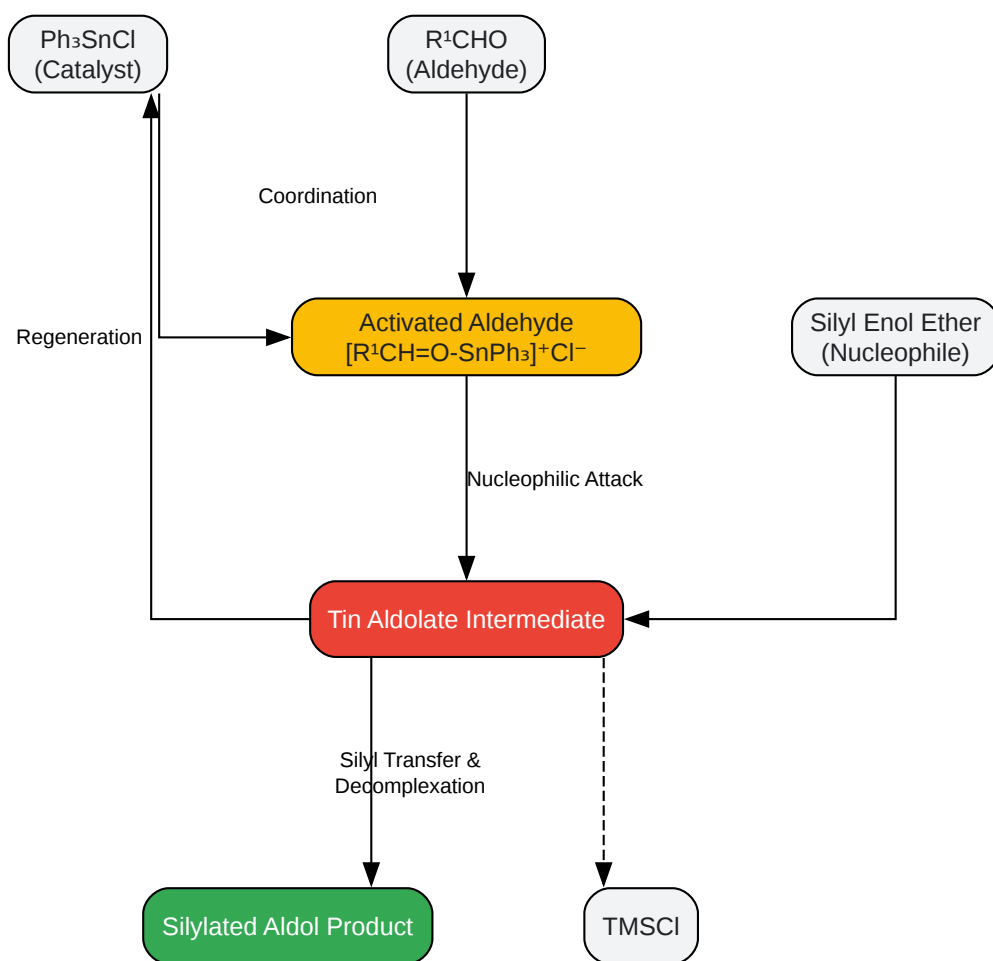 Ph₃SnCl
(Catalyst)
R¹CHO
(Aldehyde)
Coordination
Regeneration
Activated Aldehyde
[R¹CH=O-SnPh₃]⁺Cl⁻
Silyl Enol Ether
(Nucleophile)
Nucleophilic Attack
Tin Aldolate Intermediate
Silyl Transfer &
Decomplexation
Silylated Aldol Product
TMSCl